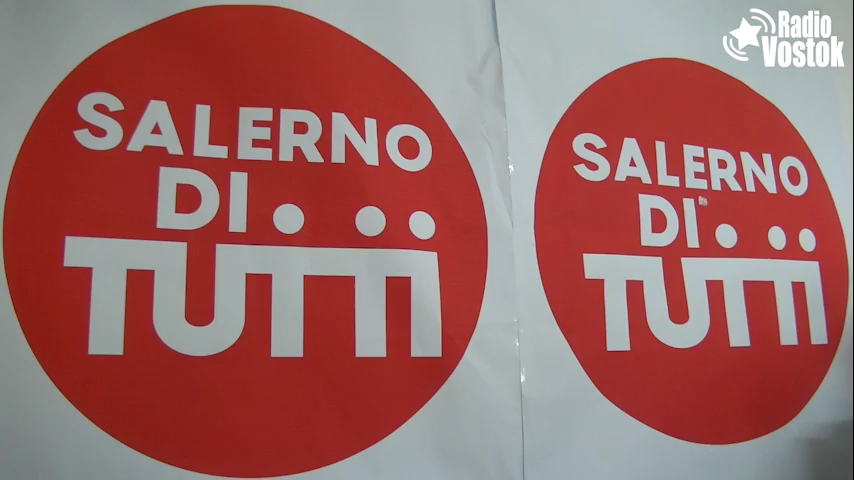 SALERNO
DI
TUTTI
SALERNO
DI
TUTTI
Radio
Vostok